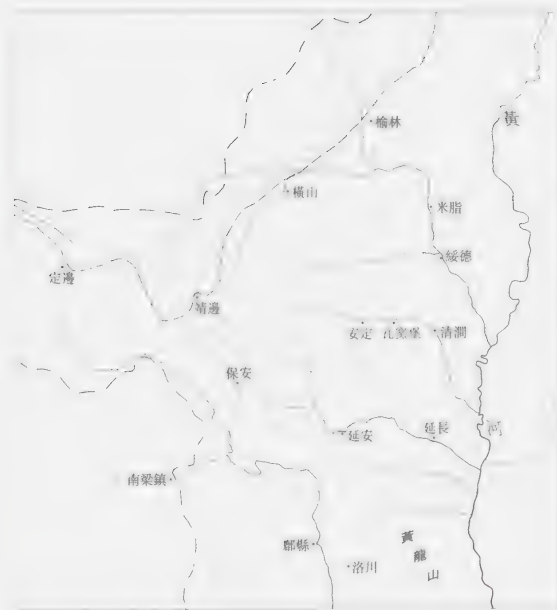 榆林
黃
橫山
米脂
綏德
定邊
靖邊
安定
瓦窰堡
清澗
保安
河
延安
延長
南梁鎮
鄜縣
洛川
黃龍山